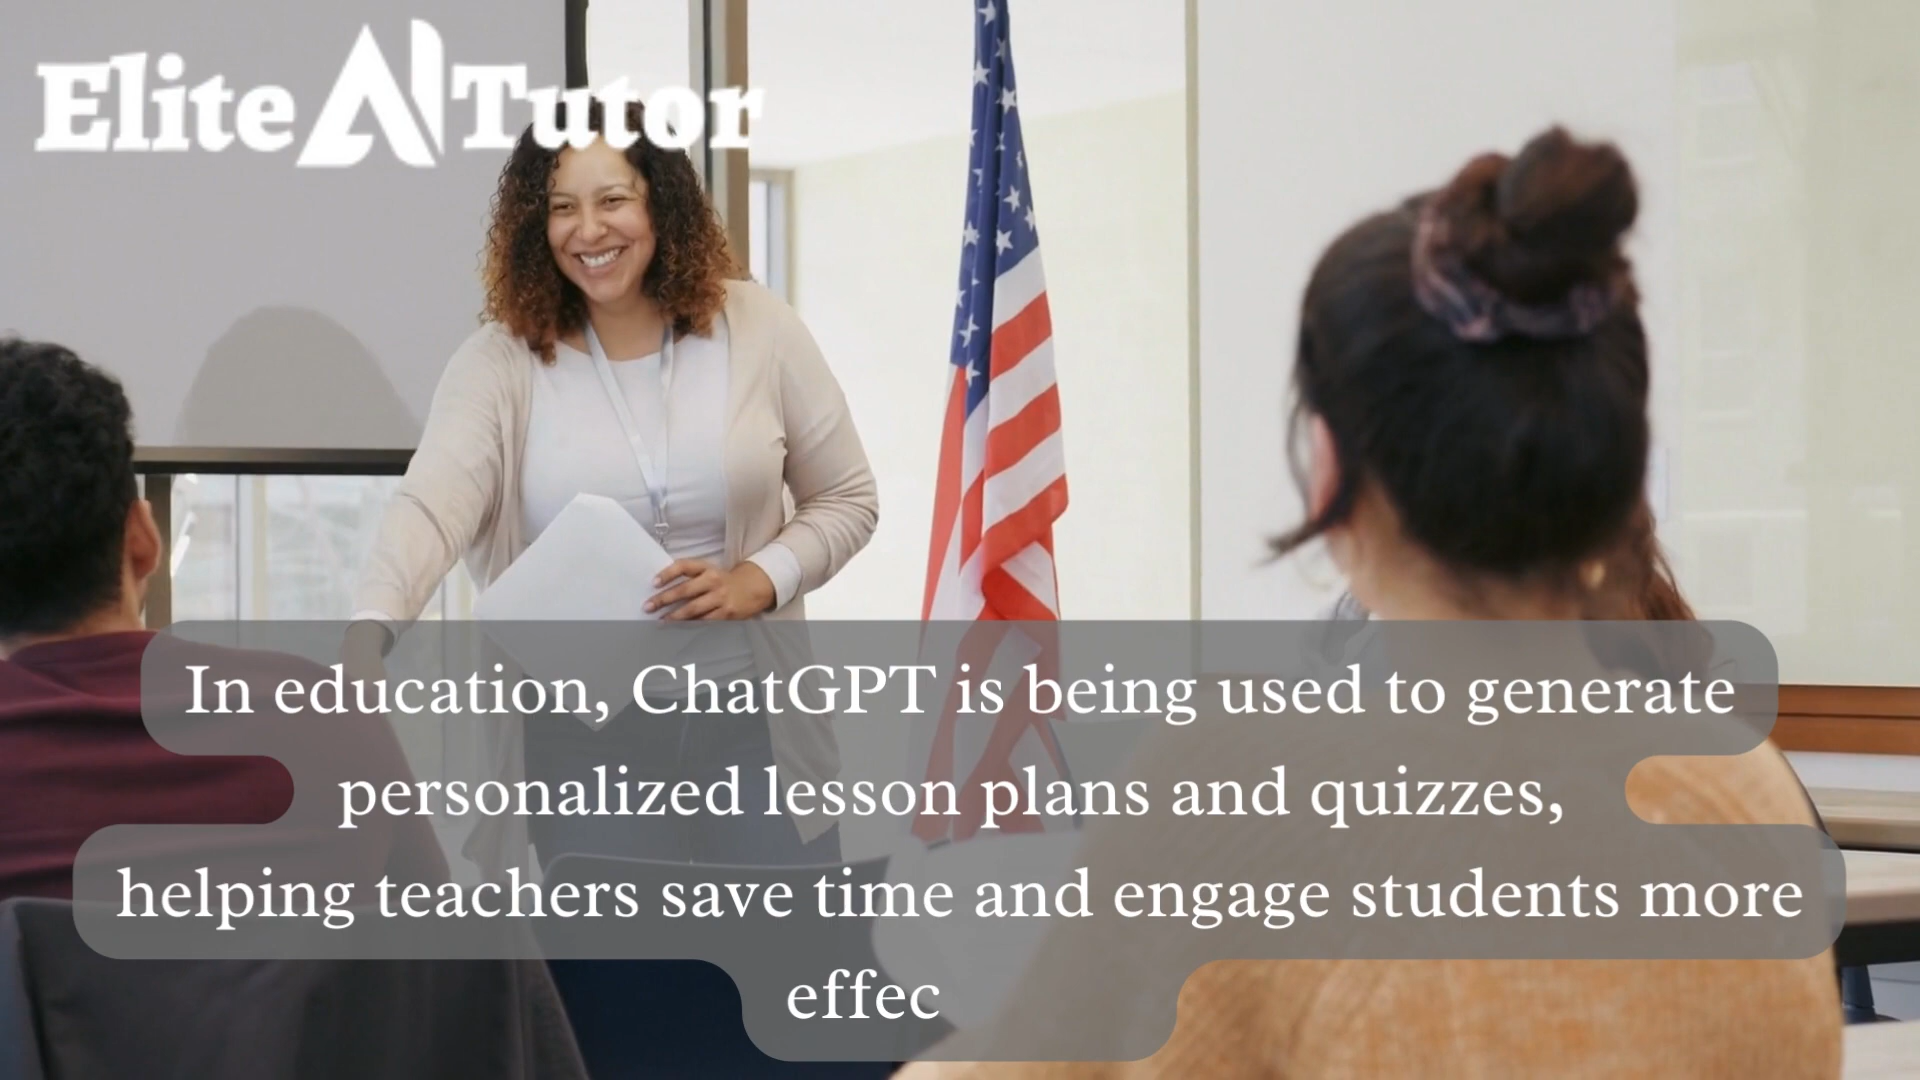 Elite AI Tutor
In education, ChatGPT is being used to generate
personalized lesson plans and quizzes,
helping teachers save time and engage students more
effec